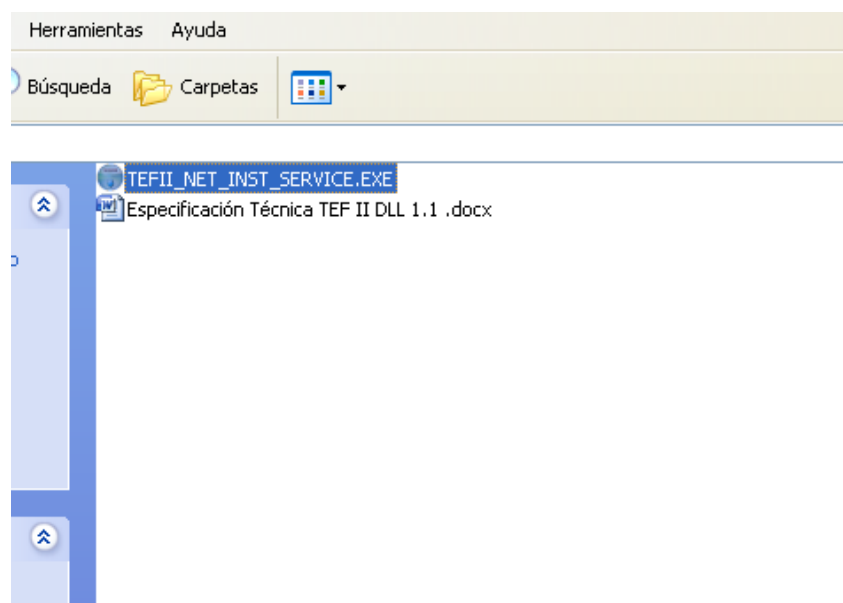 Herramientas Ayuda
Búsqueda Carpetas
TEFII_NET_INST_SERVICE.EXE
Especificación Técnica TEF II DLL 1.1 .docx